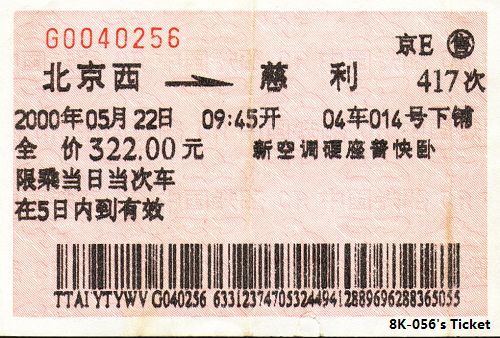 G0040256 京E 售
北京西 → 慈利 417次
2000年05月22日 09:45开 04车014号下铺
全 价322.00元 新空调硬座普快卧
限乘当日当次车
在5日内到有效
TTAIYTYWV G040256 6331237470532449412889696288365055
8K-056's Ticket